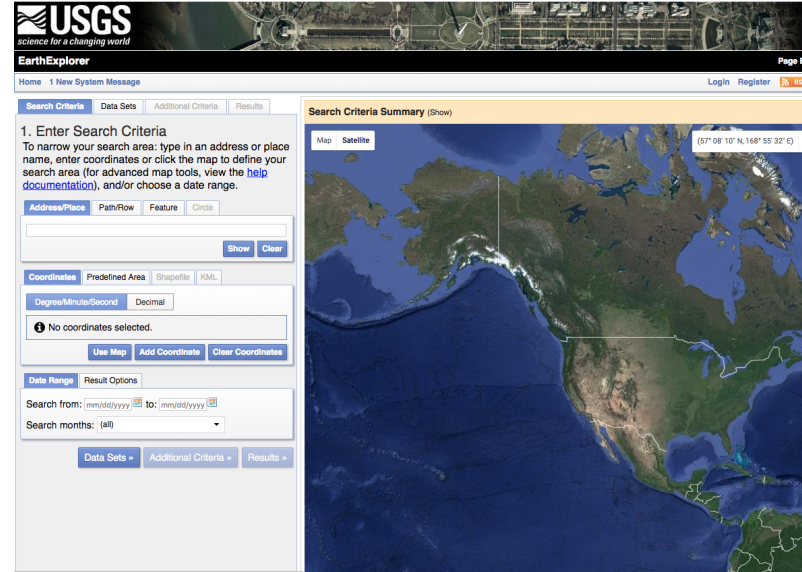 USGS
science for a changing world
EarthExplorer
Page E
Home 1 New System Message
Login Register
Search Criteria Data Sets Additional Criteria Results
Search Criteria Summary (Show)
1. Enter Search Criteria
To narrow your search area: type in an address or place
name, enter coordinates or click the map to define your
search area (for advanced map tools, view the help
documentation), and/or choose a date range.
Map Satellite
(57° 08' 10" N, 168° 55' 32" E)
Address/Place Path/Row Feature Circle
Show Clear
Coordinates Predefined Area Shapefile KML
Degree/Minute/Second Decimal
No coordinates selected.
Use Map Add Coordinate Clear Coordinates
Date Range Result Options
Search from: mm/dd/yyyy to: mm/dd/yyyy
Search months: (all)
Data Sets » Additional Criteria » Results »